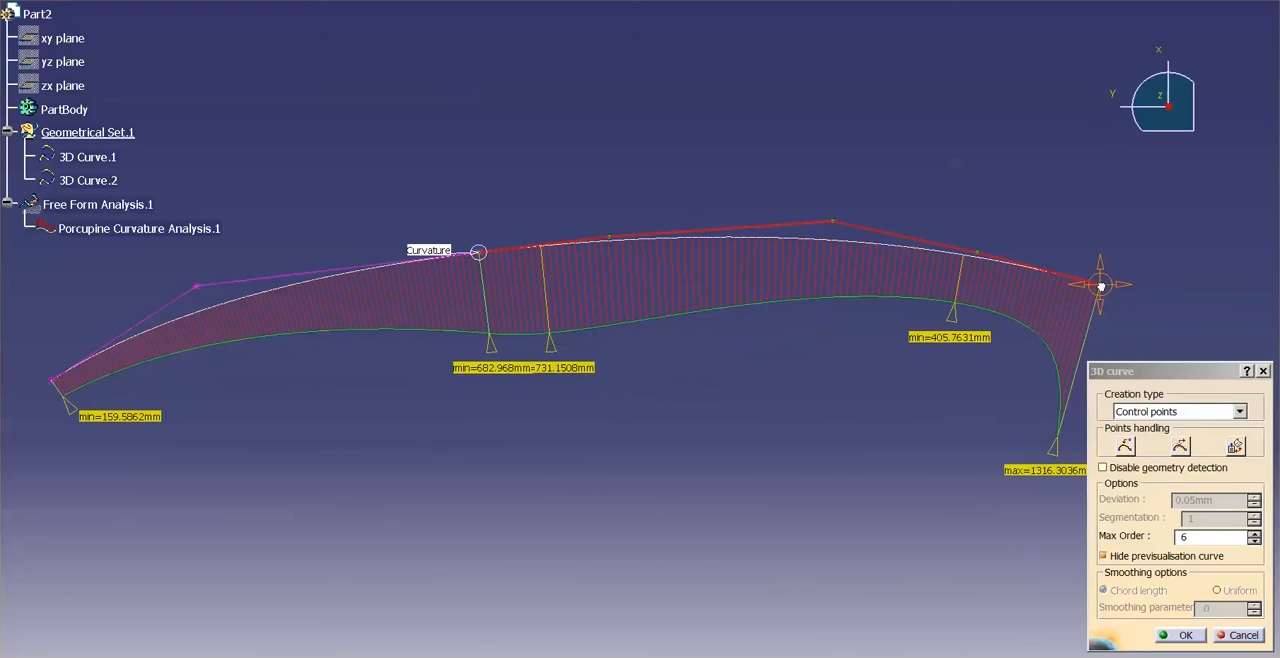 Part2
xy plane
yz plane
zx plane
PartBody
Geometrical Set.1
3D Curve.1
3D Curve.2
Free Form Analysis.1
Porcupine Curvature Analysis.1
x
Y
z
Curvature
min=159.5862mm
min=682.968mm=731.1508mm
min=405.7631mm
max=1316.3036m
3D curve
Creation type
Control points
Points handling
Disable geometry detection
Options
Deviation : 0.05mm
Segmentation : 1
Max Order : 6
Hide previsualisation curve
Smoothing options
Chord length Uniform
Smoothing parameter 0
OK Cancel